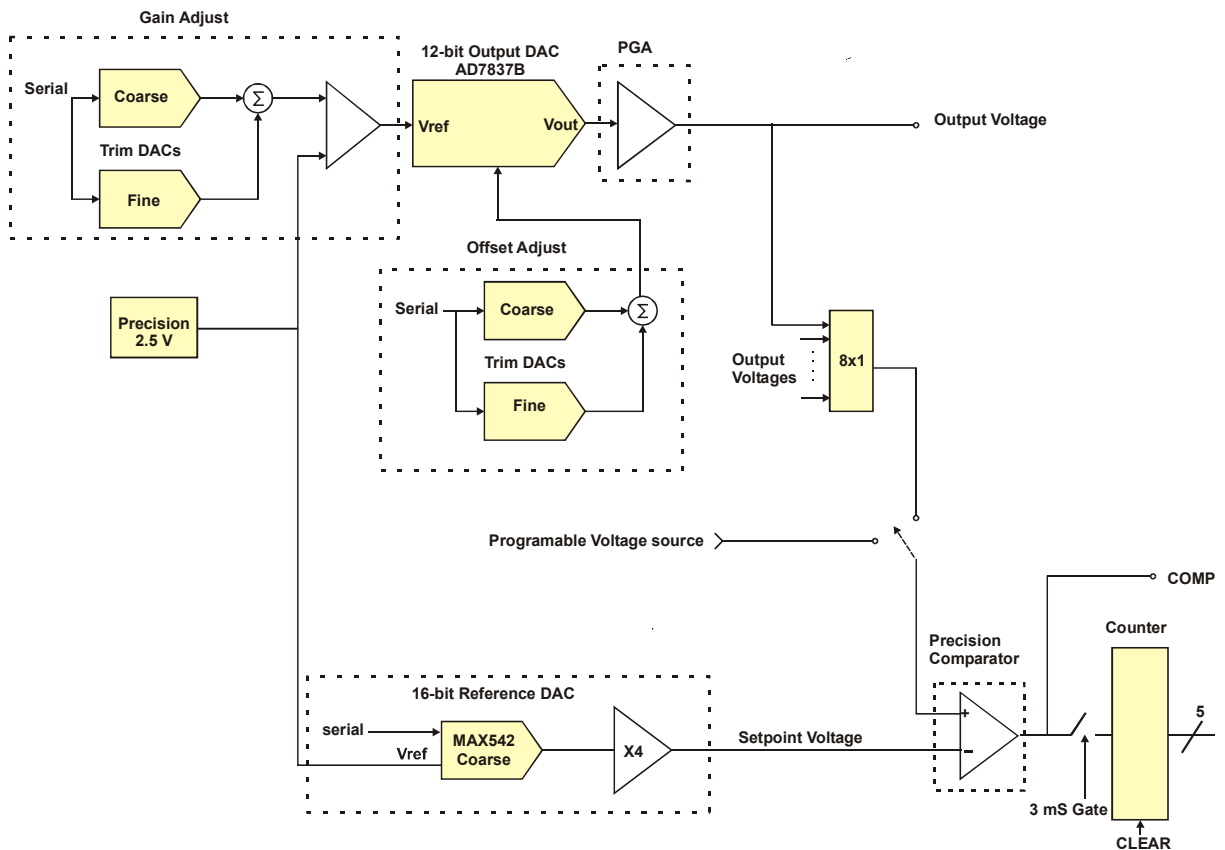 Gain Adjust
Serial
Coarse
Σ
Trim DACs
Fine
12-bit Output DAC
AD7837B
Vref
Vout
PGA
Output Voltage
Offset Adjust
Serial
Coarse
Σ
Trim DACs
Fine
Precision
2.5 V
Output
Voltages
8x1
Programable Voltage source
COMP
Precision
Comparator
Counter
16-bit Reference DAC
serial
Vref
MAX542
Coarse
X4
Setpoint Voltage
+
−
5
3 mS Gate
CLEAR